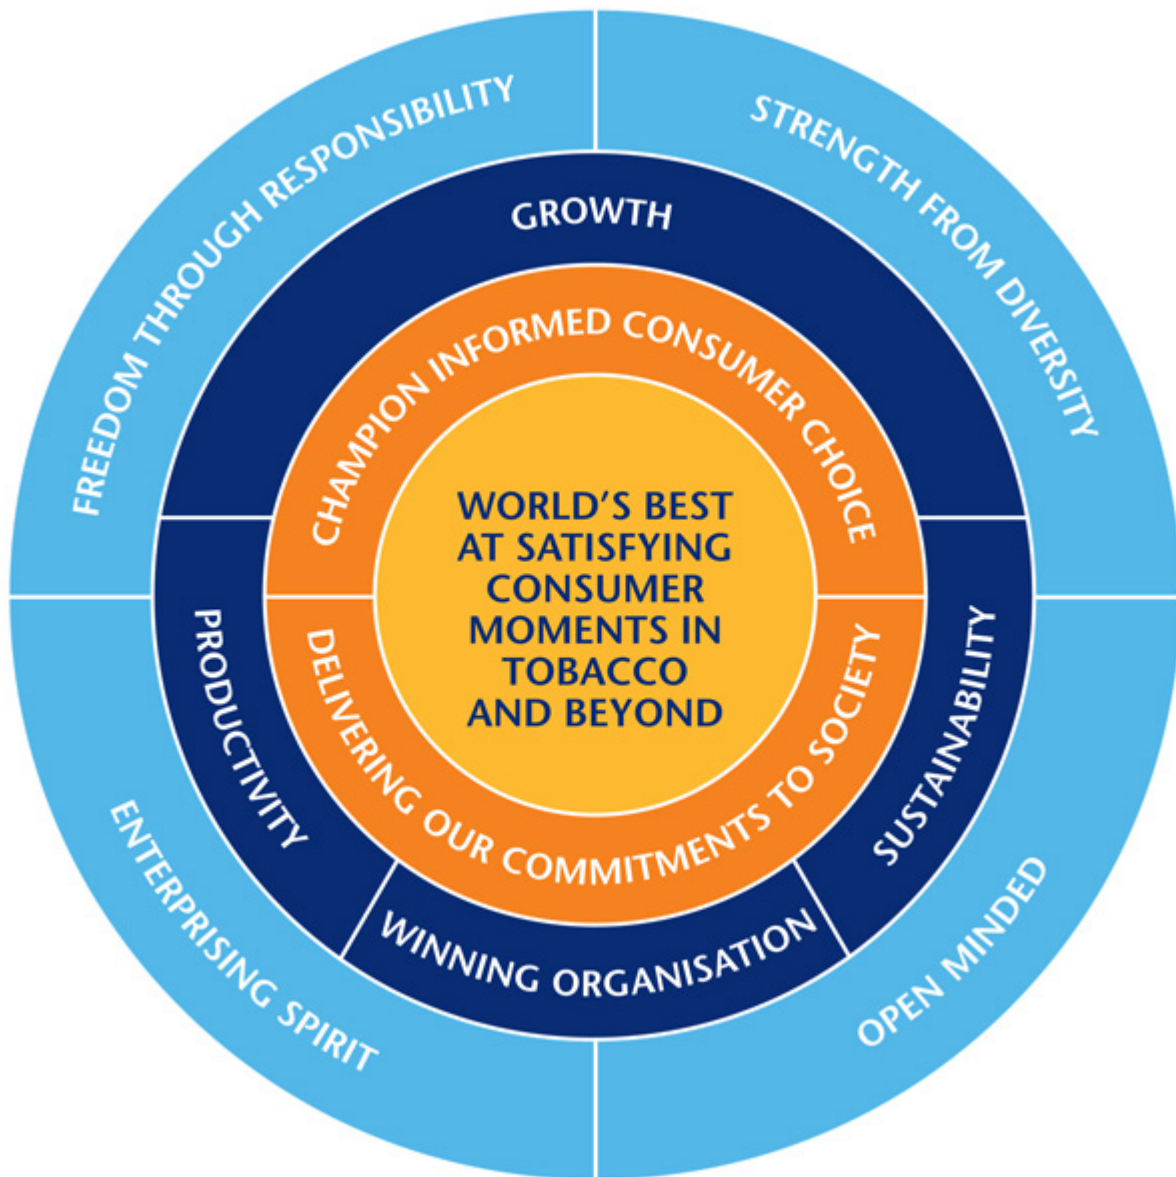 FREEDOM THROUGH RESPONSIBILITY
STRENGTH FROM DIVERSITY
GROWTH
CHAMPION INFORMED CONSUMER CHOICE
WORLD'S BEST
AT SATISFYING
CONSUMER
MOMENTS IN
TOBACCO
AND BEYOND
DELIVERING OUR COMMITMENTS TO SOCIETY
PRODUCTIVITY
WINNING ORGANISATION
SUSTAINABILITY
ENTERPRISING SPIRIT
OPEN MINDED